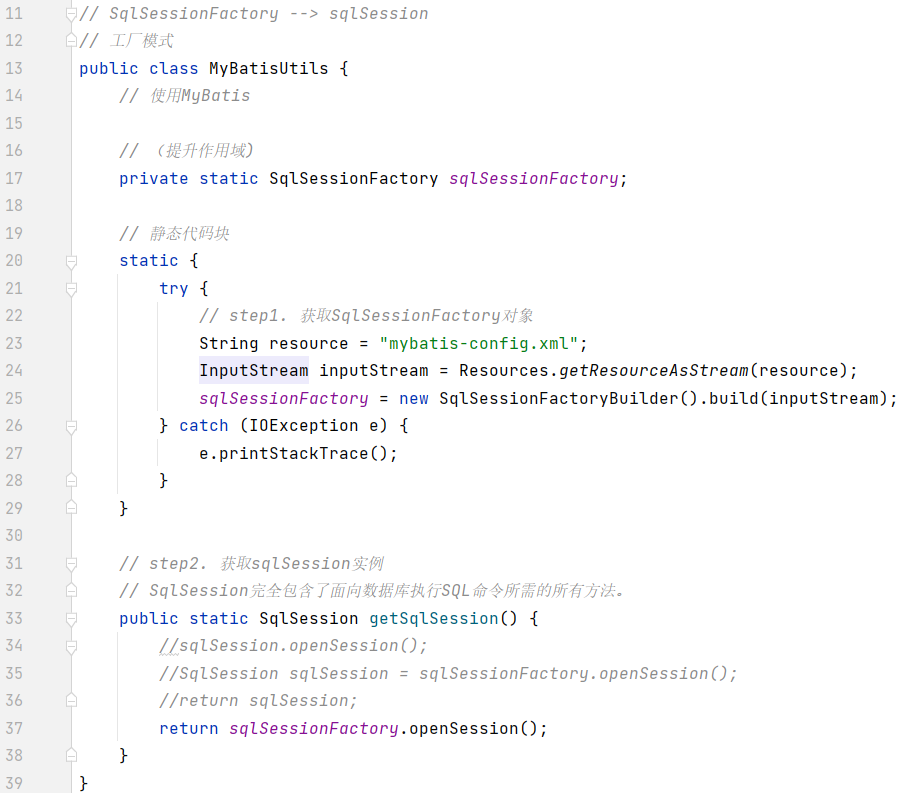 11 // SqlSessionFactory --> sqlSession
12 // 工厂模式
13 public class MyBatisUtils {
14     // 使用MyBatis
15
16     // （提升作用域)
17     private static SqlSessionFactory sqlSessionFactory;
18
19     // 静态代码块
20     static {
21         try {
22             // step1. 获取SqlSessionFactory对象
23             String resource = "mybatis-config.xml";
24             InputStream inputStream = Resources.getResourceAsStream(resource);
25             sqlSessionFactory = new SqlSessionFactoryBuilder().build(inputStream);
26         } catch (IOException e) {
27             e.printStackTrace();
28         }
29     }
30
31     // step2. 获取sqlSession实例
32     // SqlSession完全包含了面向数据库执行SQL命令所需的所有方法。
33     public static SqlSession getSqlSession() {
34         //sqlSession.openSession();
35         //SqlSession sqlSession = sqlSessionFactory.openSession();
36         //return sqlSession;
37         return sqlSessionFactory.openSession();
38     }
39 }